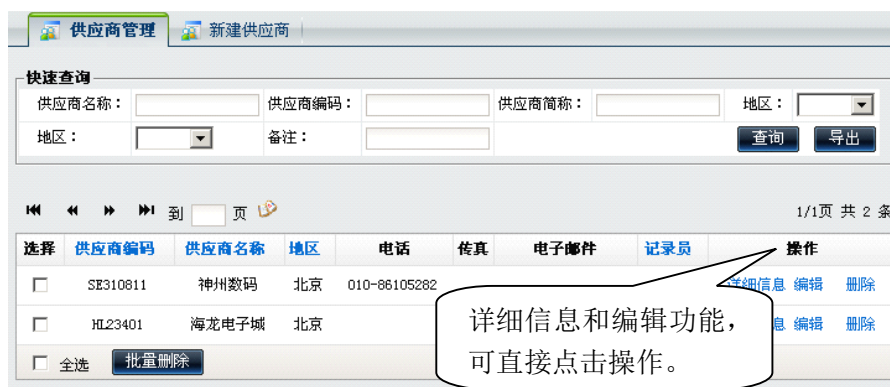 供应商管理 新建供应商
快速查询
供应商名称： 供应商编码： 供应商简称： 地区：
地区： 备注： 查询 导出
到 页 1/1页 共 2 条
选择 供应商编码 供应商名称 地区 电话 传真 电子邮件 记录员 操作
SE310811 神州数码 北京 010-86105282 详细信息 编辑 删除
HL23401 海龙电子城 北京 息 编辑 删除
详细信息和编辑功能，
可直接点击操作。
全选 批量删除